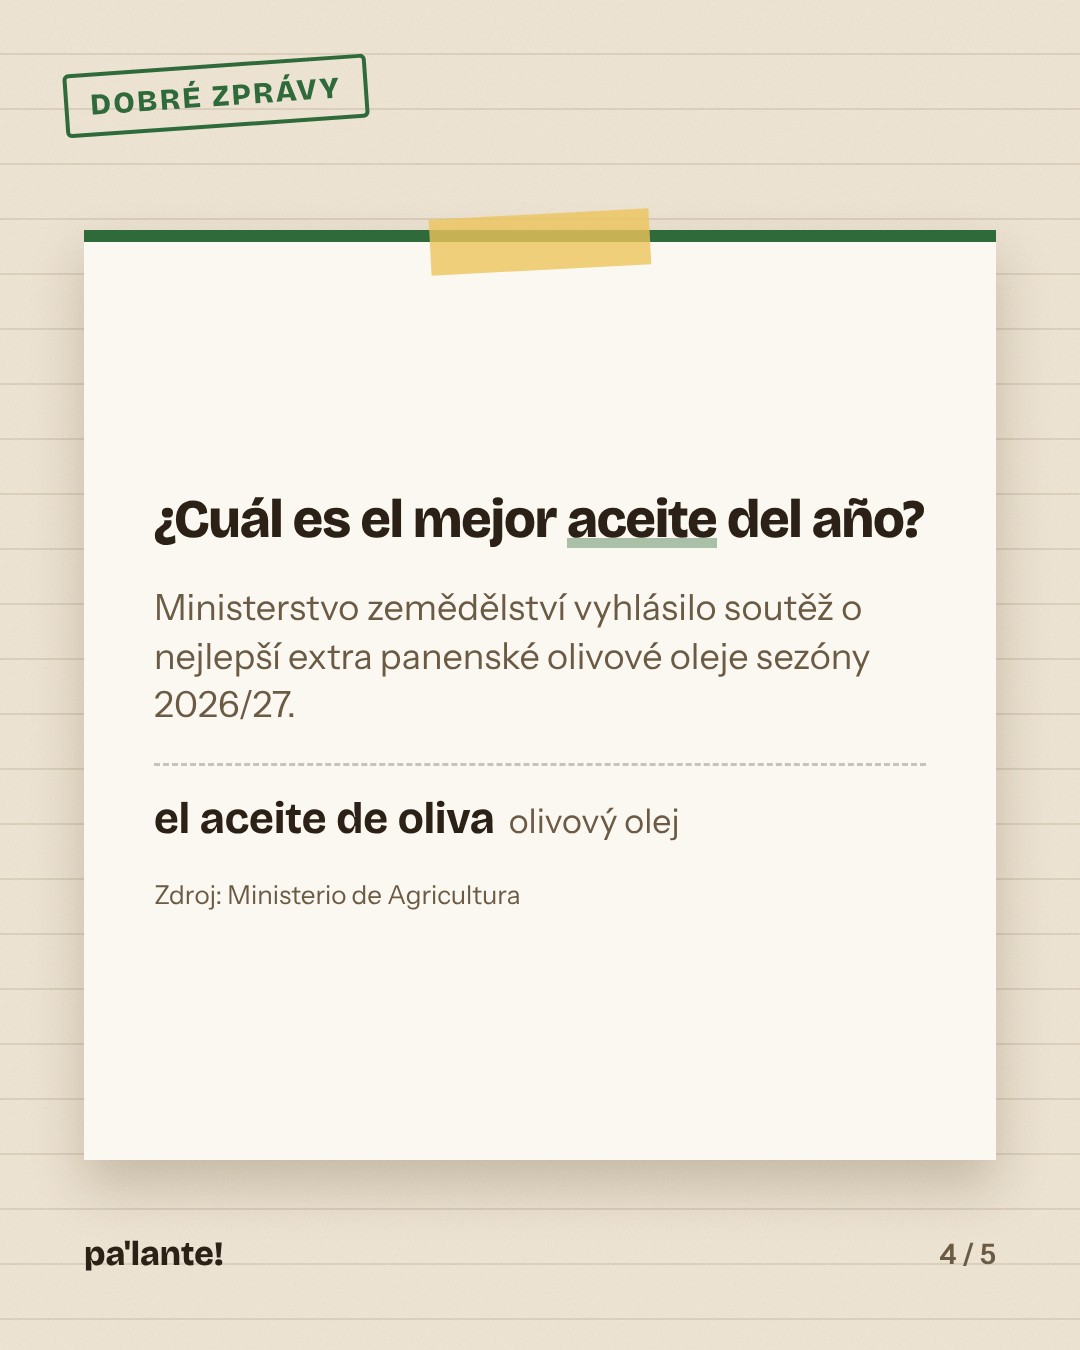 DOBRÉ ZPRÁVY
¿Cuál es el mejor aceite del año?
Ministerstvo zemědělství vyhlásilo soutěž o
nejlepší extra panenské olivové oleje sezóny
2026/27.
el aceite de oliva olivový olej
Zdroj: Ministerio de Agricultura
pa'lante!
4 / 5